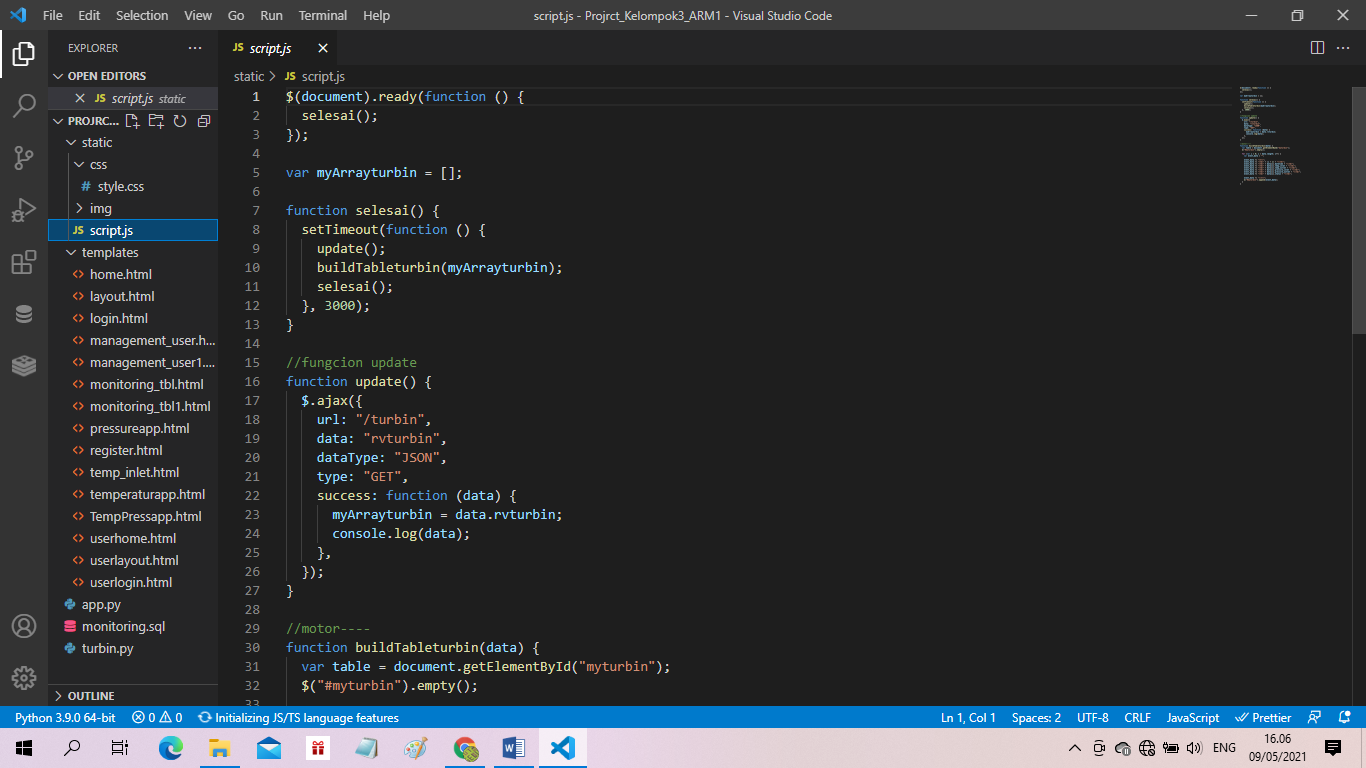 File Edit Selection View Go Run Terminal Help script.js - Projrct_Kelompok3_ARM1 - Visual Studio Code
EXPLORER
OPEN EDITORS
JS script.js static
PROJRC...
static
css
# style.css
img
JS script.js
templates
<> home.html
<> layout.html
<> login.html
<> management_user.h...
<> management_user1....
<> monitoring_tbl.html
<> monitoring_tbl1.html
<> pressureapp.html
<> register.html
<> temp_inlet.html
<> temperaturapp.html
<> TempPressapp.html
<> userhome.html
<> userlayout.html
<> userlogin.html
app.py
monitoring.sql
turbin.py
OUTLINE
JS script.js
static > JS script.js
1 $(document).ready(function () {
2   selesai();
3 });
4
5 var myArrayturbin = [];
6
7 function selesai() {
8   setTimeout(function () {
9     update();
10     buildTableturbin(myArrayturbin);
11     selesai();
12   }, 3000);
13 }
14
15 //fungcion update
16 function update() {
17   $.ajax({
18     url: "/turbin",
19     data: "rvturbin",
20     dataType: "JSON",
21     type: "GET",
22     success: function (data) {
23       myArrayturbin = data.rvturbin;
24       console.log(data);
25     },
26   });
27 }
28
29 //motor----
30 function buildTableturbin(data) {
31   var table = document.getElementById("myturbin");
32   $("#myturbin").empty();
33
Python 3.9.0 64-bit 0 0 Initializing JS/TS language features Ln 1, Col 1 Spaces: 2 UTF-8 CRLF JavaScript Prettier
ENG 16.06
09/05/2021